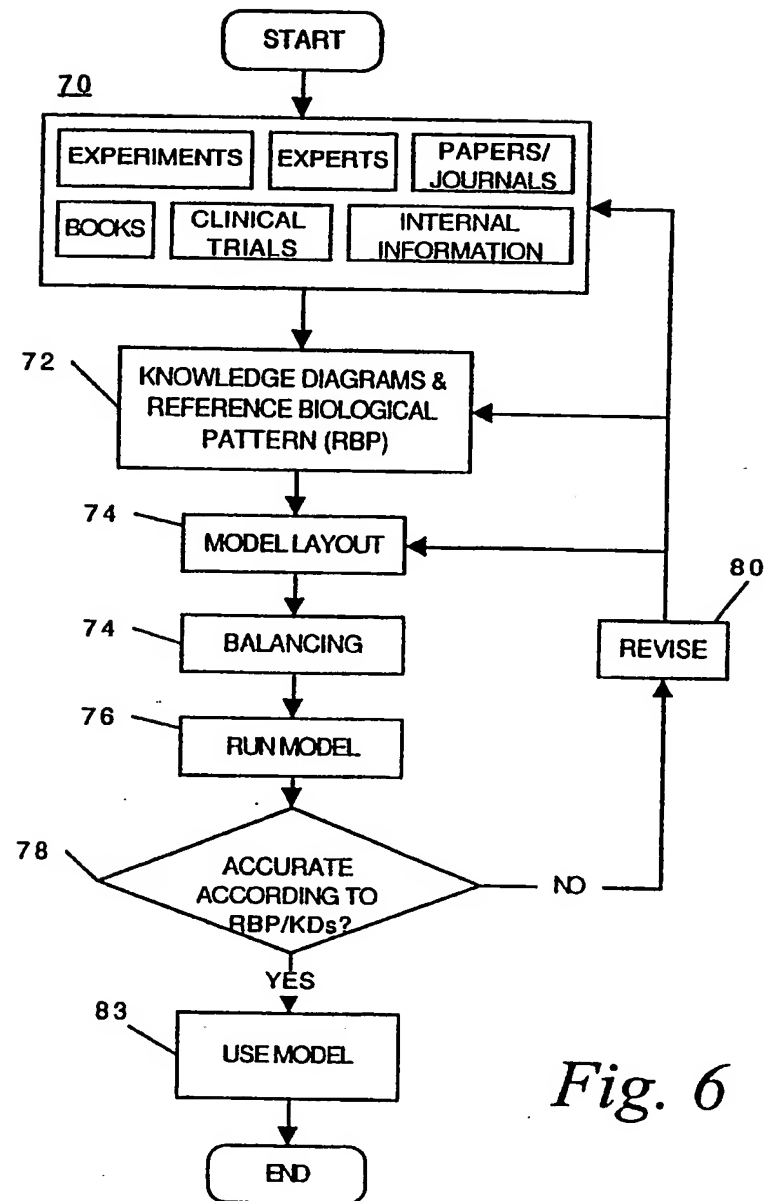 START
70
EXPERIMENTS
EXPERTS
PAPERS/
JOURNALS
BOOKS
CLINICAL
TRIALS
INTERNAL
INFORMATION
72
KNOWLEDGE DIAGRAMS &
REFERENCE BIOLOGICAL
PATTERN (RBP)
74
MODEL LAYOUT
80
74
BALANCING
REVISE
76
RUN MODEL
78
ACCURATE
ACCORDING TO
RBP/KDs?
NO
YES
83
USE MODEL
Fig. 6
END